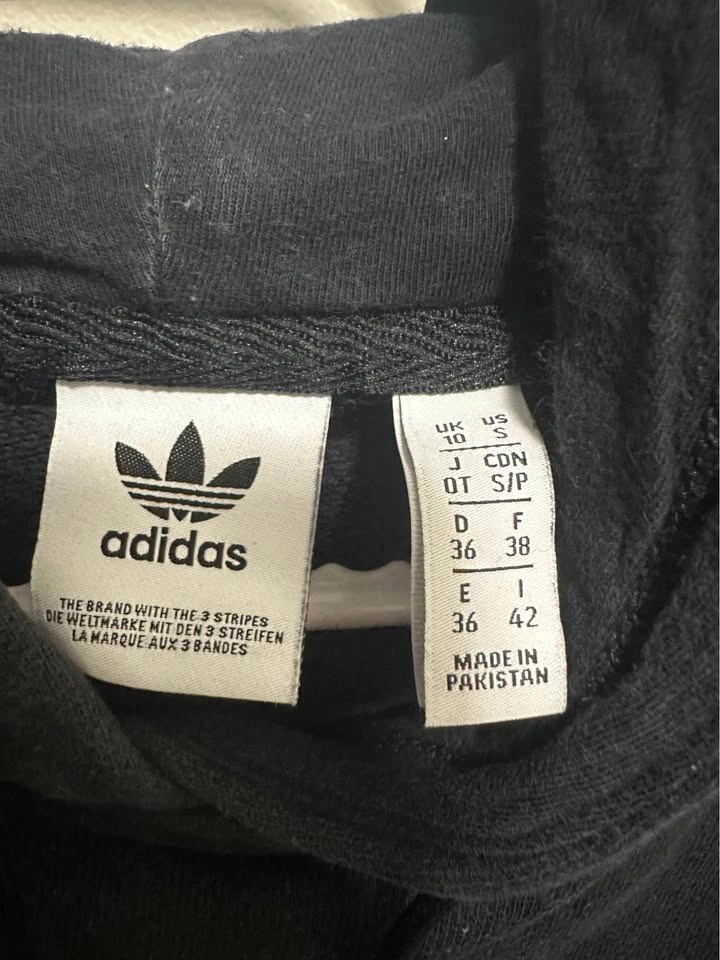 adidas
THE BRAND WITH THE 3 STRIPES
DIE WELTMARKE MIT DEN 3 STREIFEN
LA MARQUE AUX 3 BANDES
UK US
10 S
J CDN
OT S/P
D F
36 38
E I
36 42
MADE IN
PAKISTAN